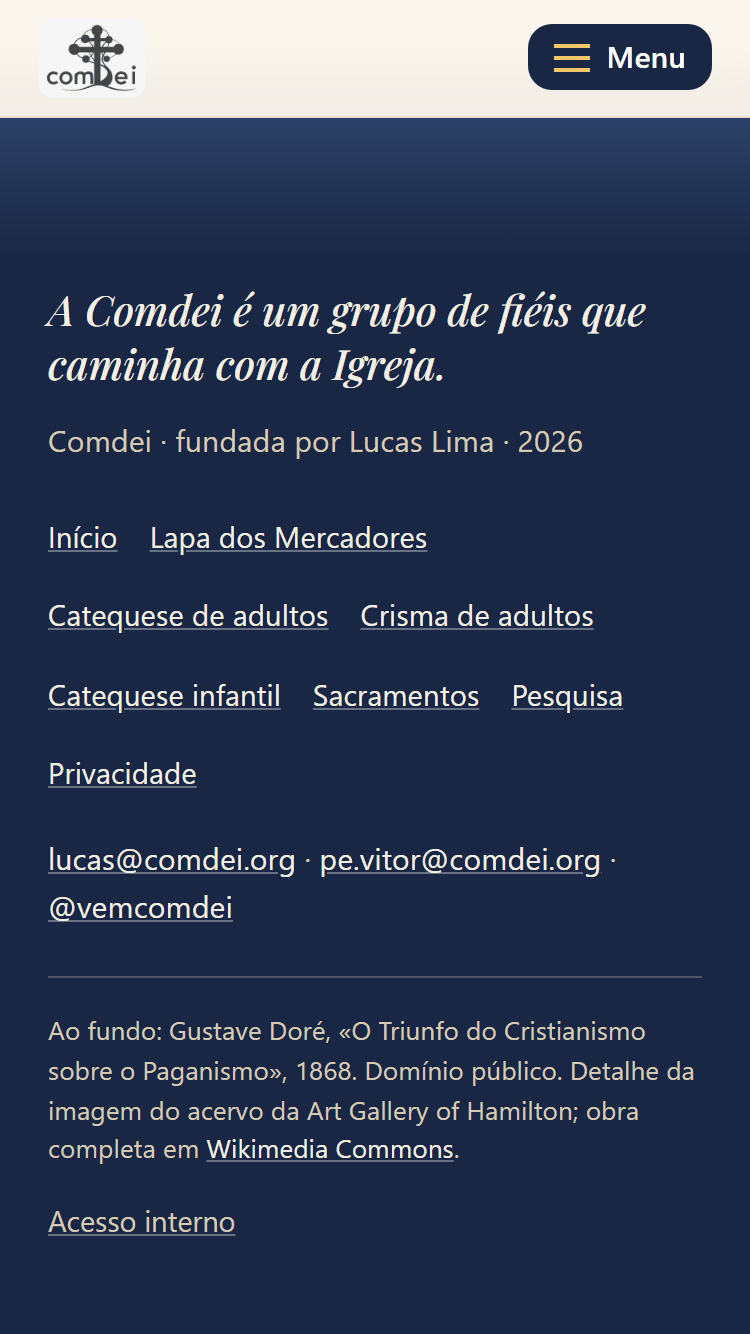 comDei
Menu
A Comdei é um grupo de fiéis que
caminha com a Igreja.
Comdei · fundada por Lucas Lima · 2026
Início Lapa dos Mercadores
Catequese de adultos Crisma de adultos
Catequese infantil Sacramentos Pesquisa
Privacidade
lucas@comdei.org · pe.vitor@comdei.org ·
@vemcomdei
Ao fundo: Gustave Doré, «O Triunfo do Cristianismo
sobre o Paganismo», 1868. Domínio público. Detalhe da
imagem do acervo da Art Gallery of Hamilton; obra
completa em Wikimedia Commons.
Acesso interno